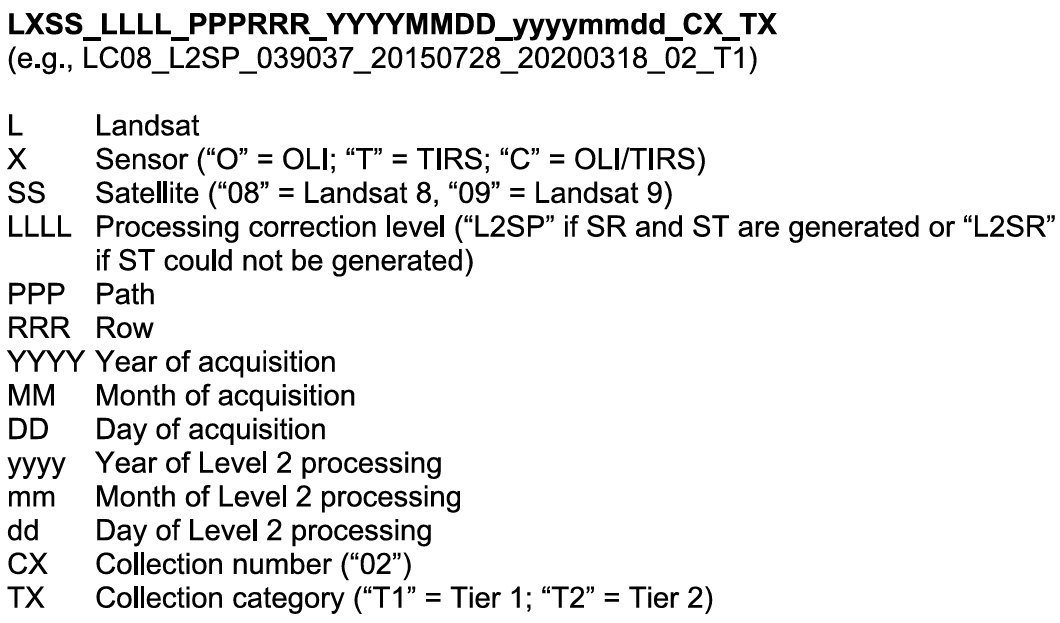 LXSS_LLLL_PPPRRR_YYYYMMDD_yyyymmdd_CX_TX
(e.g., LC08_L2SP_039037_20150728_20200318_02_T1)
L Landsat
X Sensor (“O” = OLI; “T” = TIRS; “C” = OLI/TIRS)
SS Satellite (“08” = Landsat 8, “09” = Landsat 9)
LLLL Processing correction level (“L2SP” if SR and ST are generated or “L2SR”
if ST could not be generated)
PPP Path
RRR Row
YYYY Year of acquisition
MM Month of acquisition
DD Day of acquisition
yyyy Year of Level 2 processing
mm Month of Level 2 processing
dd Day of Level 2 processing
CX Collection number (“02”)
TX Collection category (“T1” = Tier 1; “T2” = Tier 2)